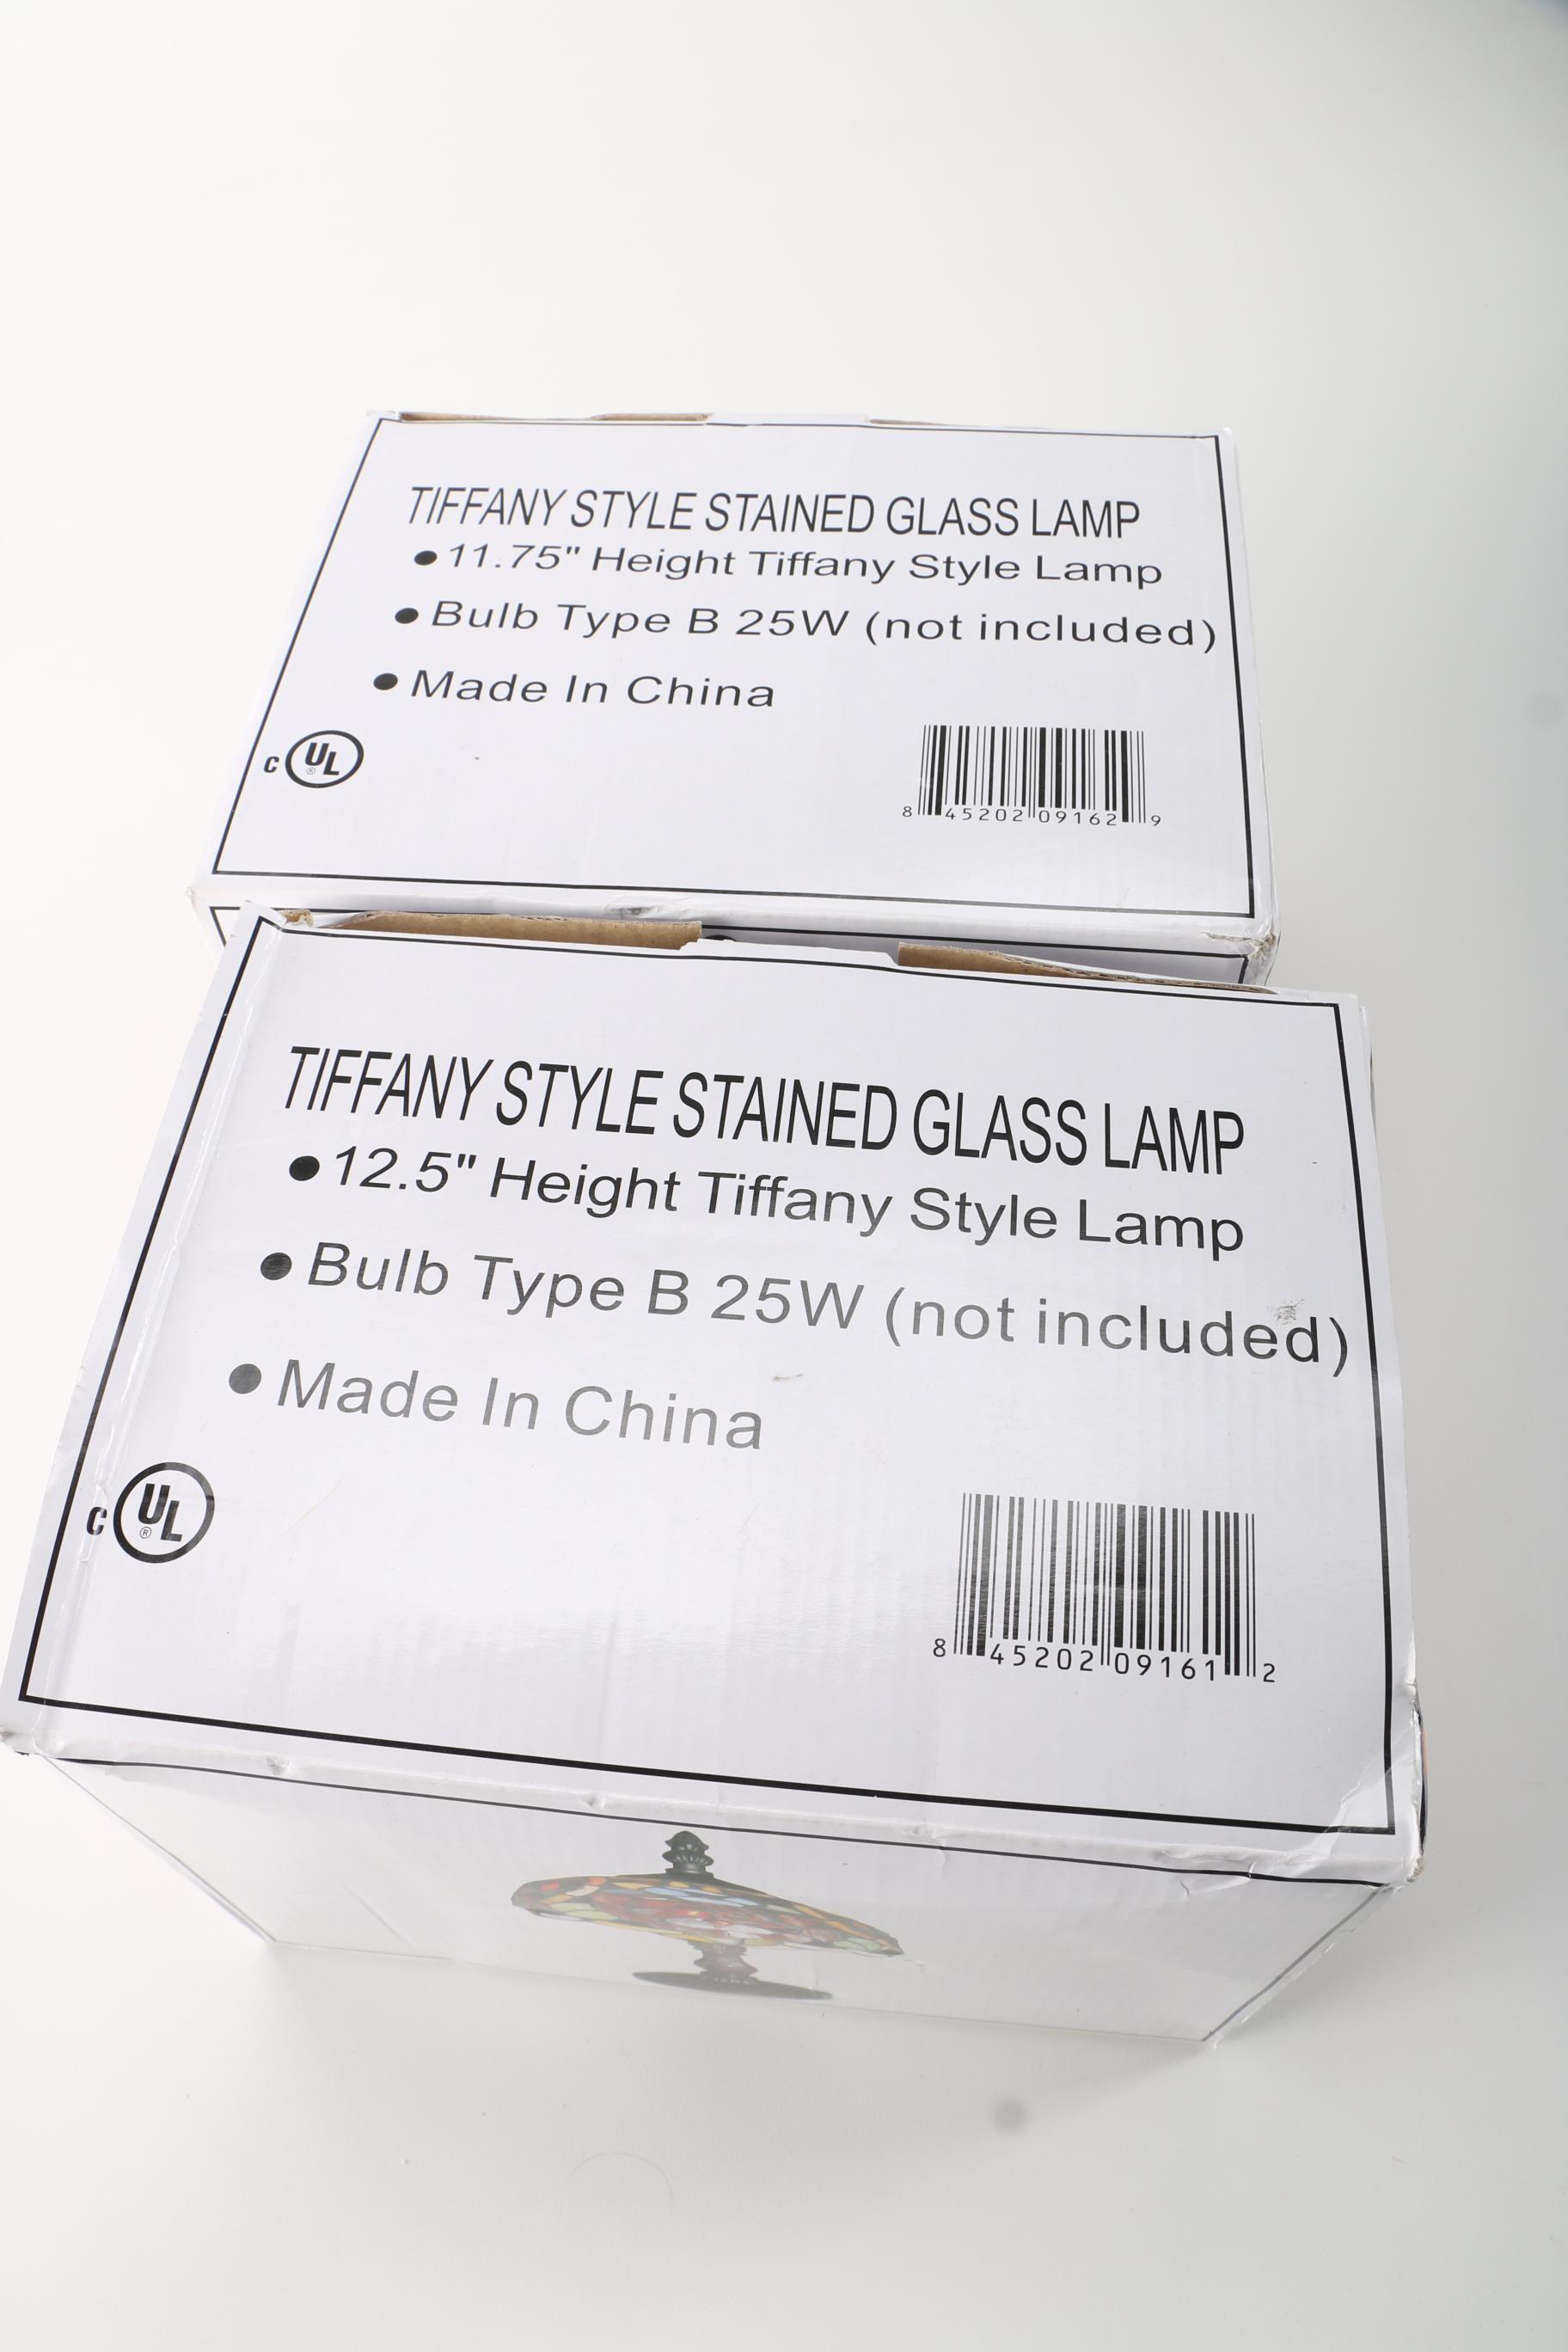 TIFFANY STYLE STAINED GLASS LAMP
● 11.75" Height Tiffany Style Lamp
● Bulb Type B 25W (not included)
● Made In China
C UL ®
8 45202 09162 9
TIFFANY STYLE STAINED GLASS LAMP
● 12.5" Height Tiffany Style Lamp
● Bulb Type B 25W (not included)
● Made In China
C UL ®
8 45202 09161 2